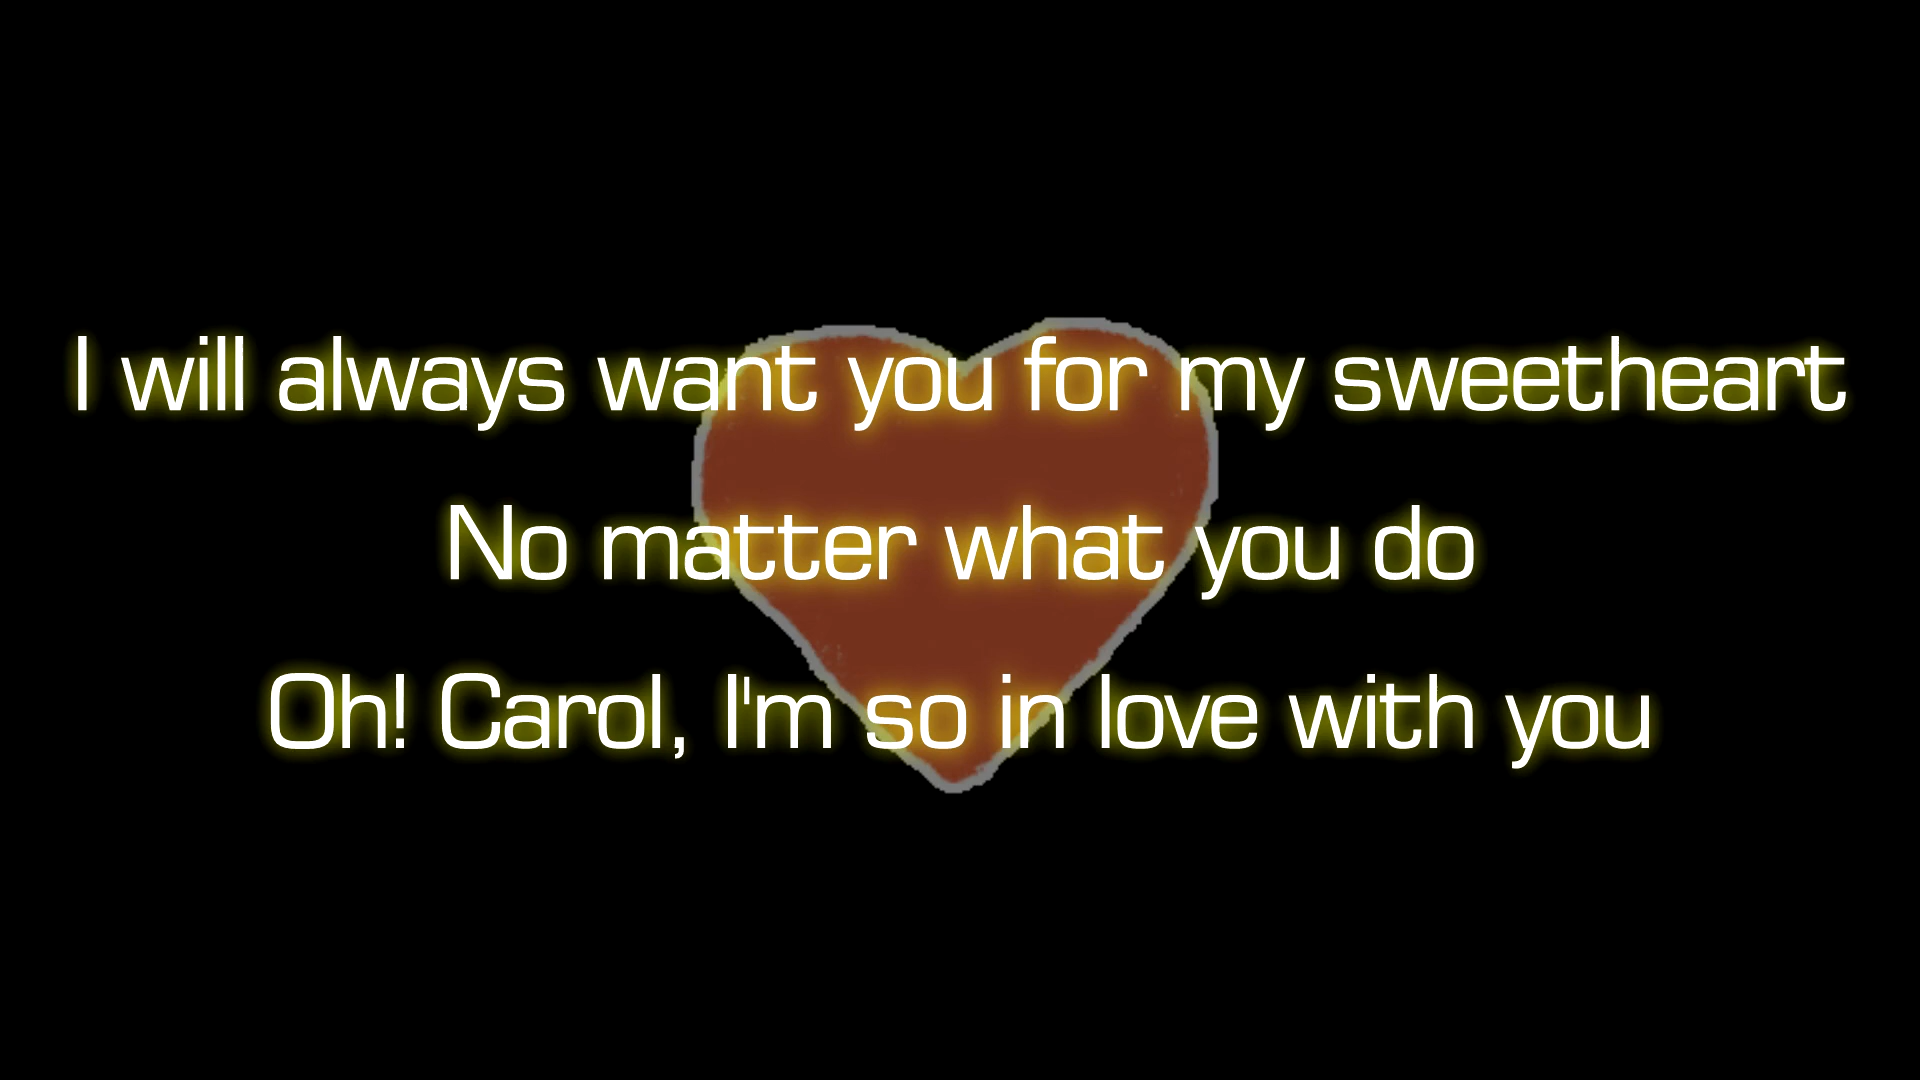 I will always want you for my sweetheart
No matter what you do
Oh! Carol, I'm so in love with you